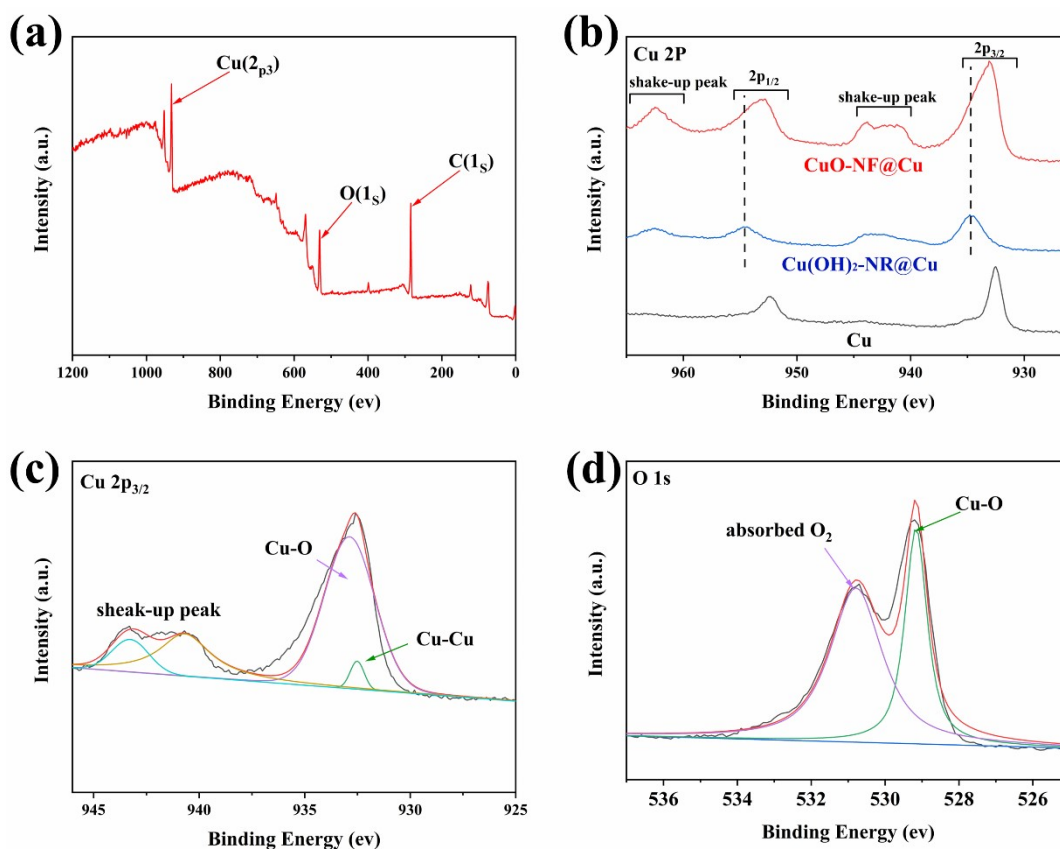 (a)
Cu(2p3)
C(1S)
O(1S)
Intensity (a.u.)
1200 1000 800 600 400 200 0
Binding Energy (ev)
(b)
Cu 2P
2p3/2
2p1/2
shake-up peak
shake-up peak
CuO-NF@Cu
Cu(OH)2-NR@Cu
Cu
Intensity (a.u.)
960 950 940 930
Binding Energy (ev)
(c)
Cu 2p3/2
Cu-O
sheak-up peak
Cu-Cu
Intensity (a.u.)
945 940 935 930 925
Binding Energy (ev)
(d)
O 1s
Cu-O
absorbed O2
Intensity (a.u.)
536 534 532 530 528 526
Binding Energy (ev)